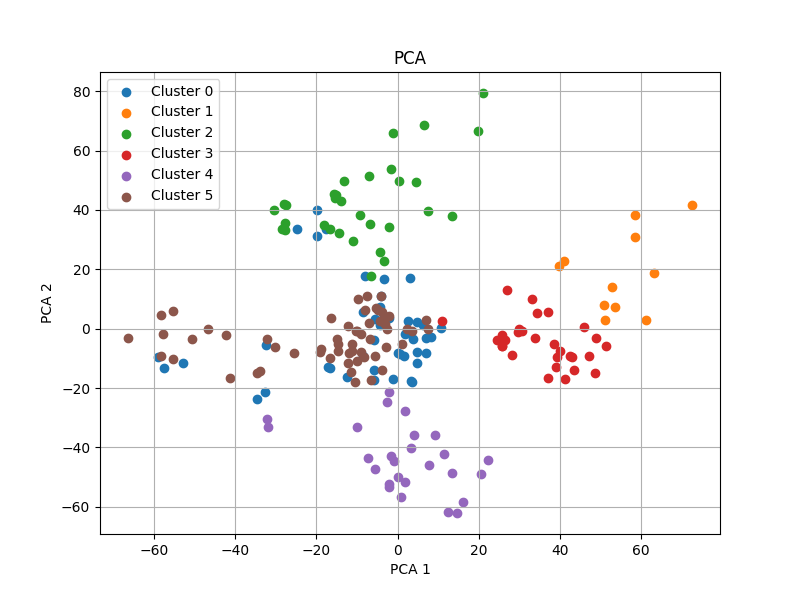 PCA
Cluster 0
Cluster 1
Cluster 2
Cluster 3
Cluster 4
Cluster 5
80
60
40
20
0
−20
−40
−60
PCA 2
−60 −40 −20 0 20 40 60
PCA 1